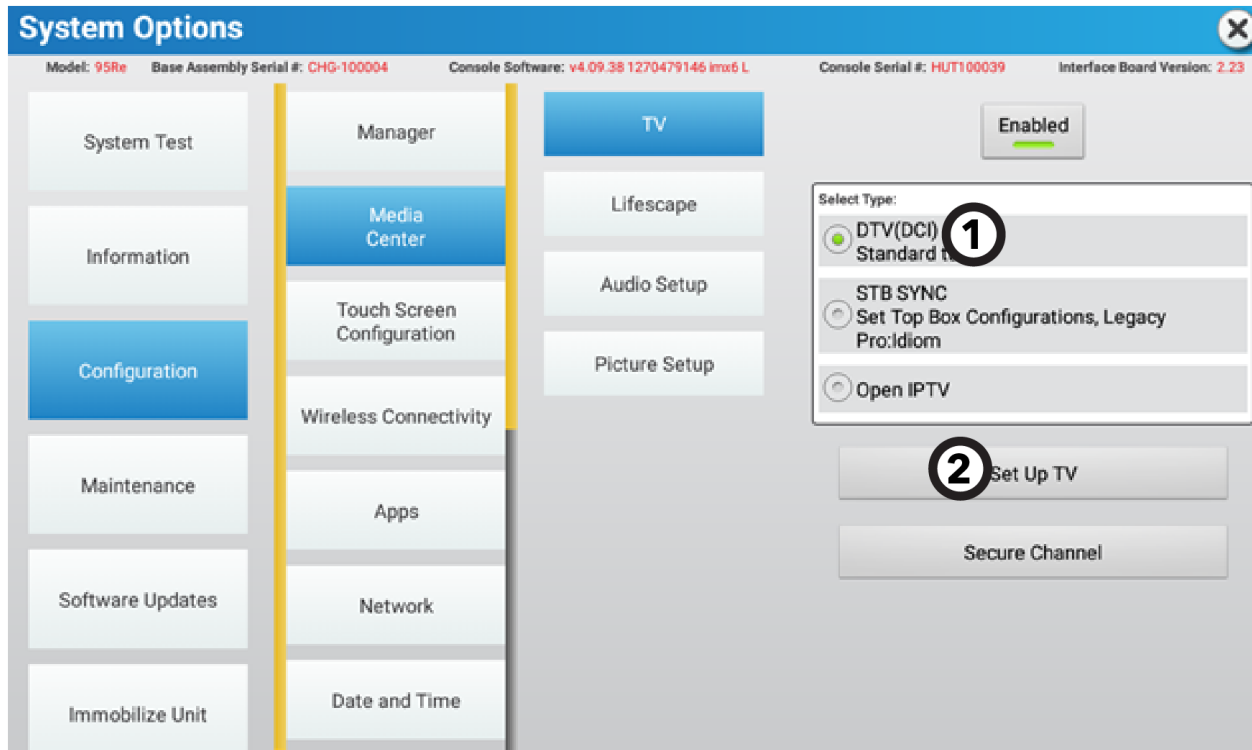 System Options
Model: 95Re Base Assembly Serial #: CHG-100004 Console Software: v4.09.38 1270479146 imx6 L Console Serial #: HUT100039 Interface Board Version: 2.23
System Test
Information
Configuration
Maintenance
Software Updates
Immobilize Unit
Manager
Media
Center
Touch Screen
Configuration
Wireless Connectivity
Apps
Network
Date and Time
TV
Lifescape
Audio Setup
Picture Setup
Enabled
Select Type:
DTV(DCI) 1
Standard
STB SYNC
Set Top Box Configurations, Legacy
Pro:Idiom
Open IPTV
2 Set Up TV
Secure Channel